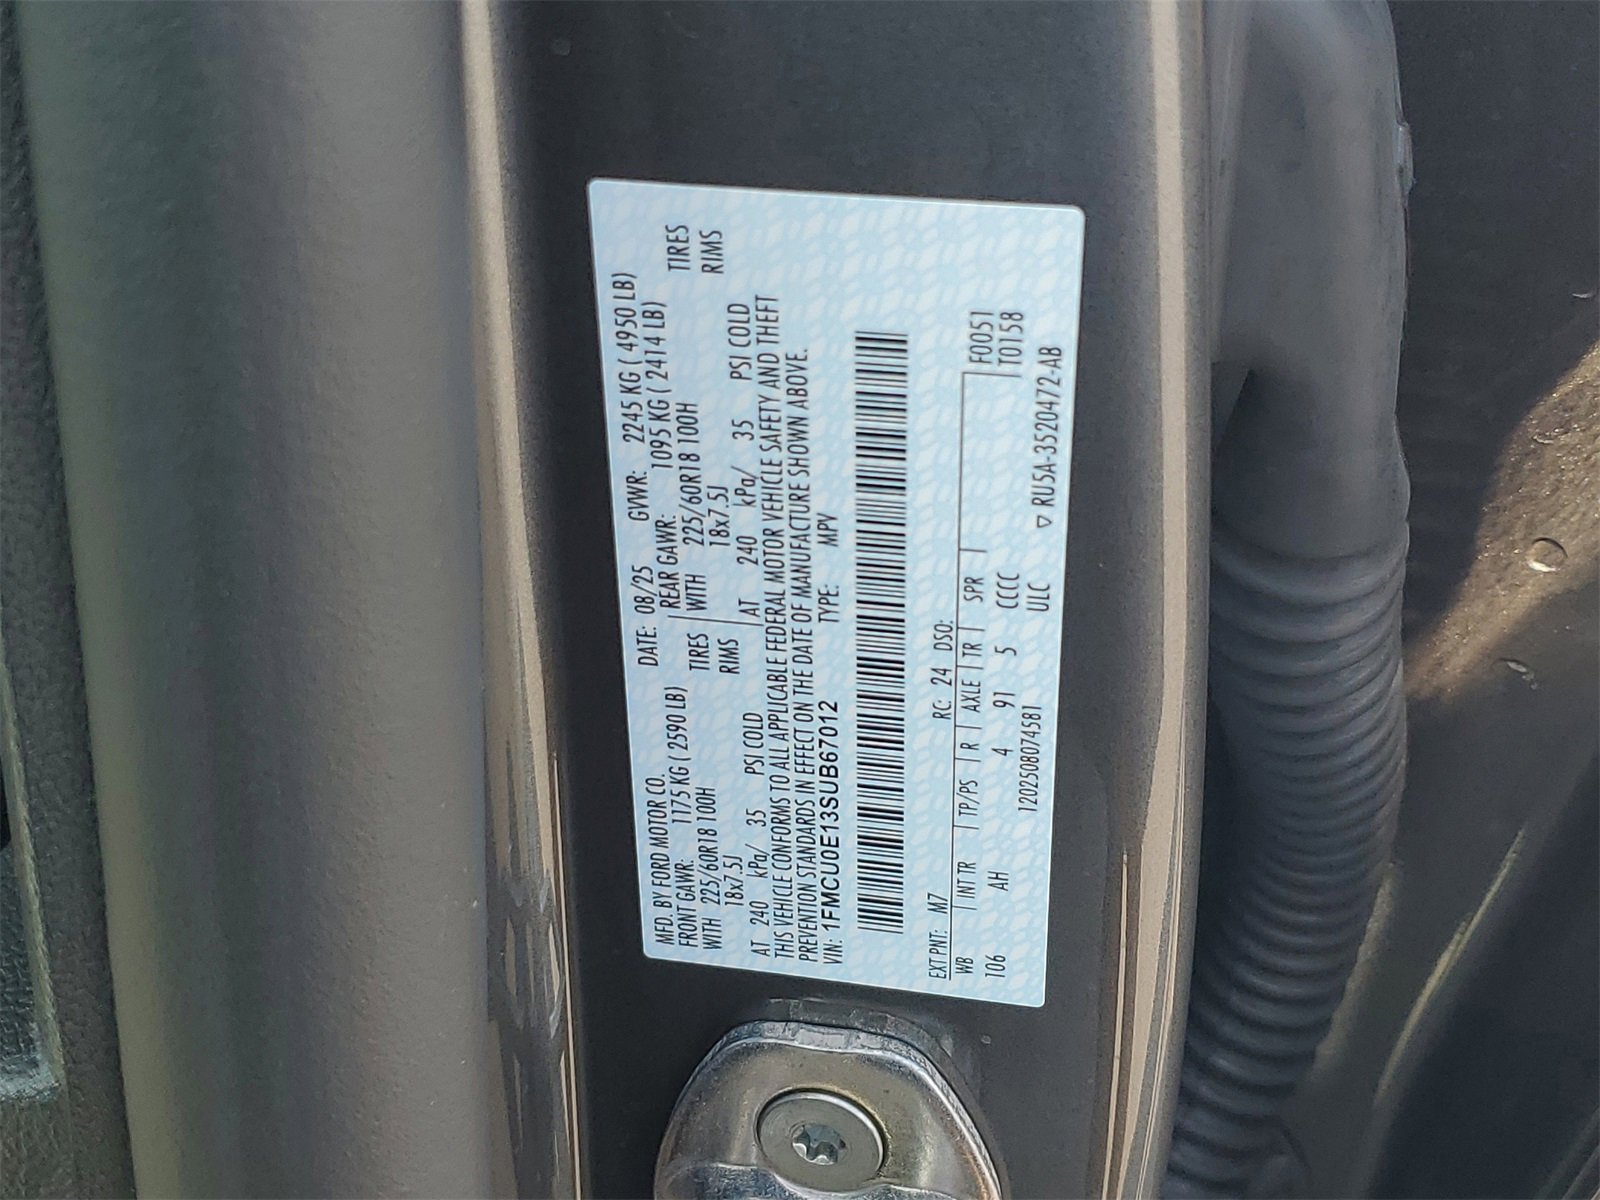 MFD. BY FORD MOTOR CO. DATE: 08/25 GVWR: 2245 KG ( 4950 LB)
FRONT GAWR: 1175 KG ( 2590 LB) REAR GAWR: 1095 KG ( 2414 LB)
WITH 225/60R18 100H TIRES WITH 225/60R18 100H TIRES
18x7.5J RIMS 18x7.5J RIMS
AT 240 kPa/ 35 PSI COLD AT 240 kPa/ 35 PSI COLD
THIS VEHICLE CONFORMS TO ALL APPLICABLE FEDERAL MOTOR VEHICLE SAFETY AND THEFT
PREVENTION STANDARDS IN EFFECT ON THE DATE OF MANUFACTURE SHOWN ABOVE.
VIN: 1FMCU0E13SUB67012 TYPE: MPV
EXT PNT: M7 RC: 24 DSO:
WB INT TR TP/PS R AXLE TR SPR F0051
106 AH 4 91 5 CCCC T0158
1202508074581 ULC ▽ RU5A-3520472-AB